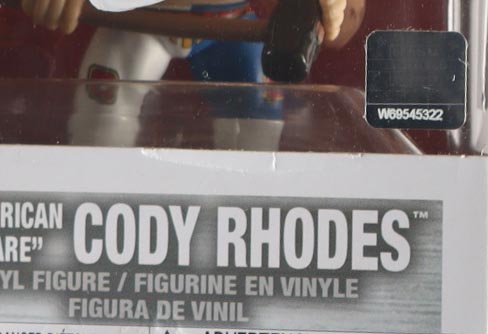 W69545322
RICAN
ARE" CODY RHODES™
YL FIGURE / FIGURINE EN VINYLE
FIGURA DE VINIL